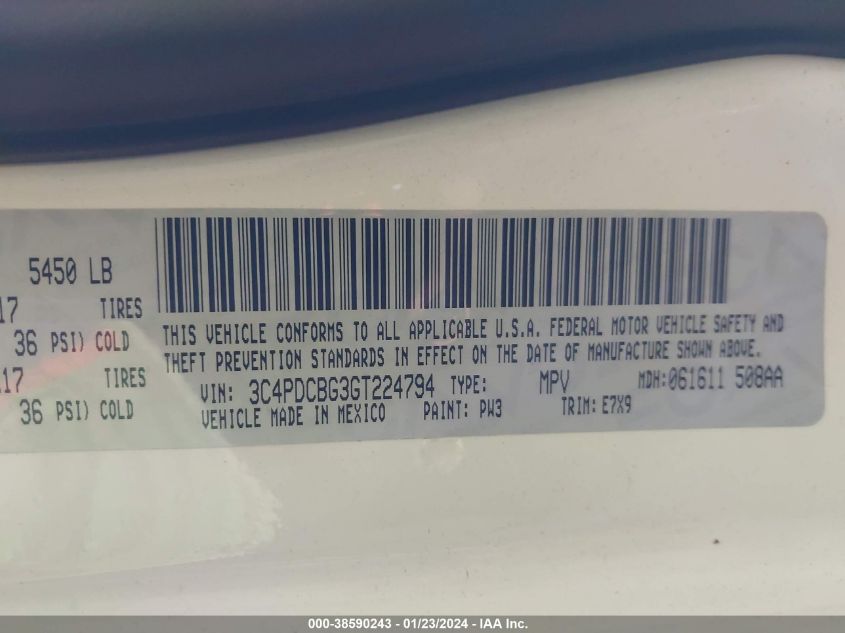 5450 LB
17 TIRES
36 PSI) COLD
17 TIRES
36 PSI) COLD
THIS VEHICLE CONFORMS TO ALL APPLICABLE U.S.A. FEDERAL MOTOR VEHICLE SAFETY AND
THEFT PREVENTION STANDARDS IN EFFECT ON THE DATE OF MANUFACTURE SHOWN ABOVE.
VIN: 3C4PDCBG3GT224794 TYPE: MPV MDH:061611 508AA
VEHICLE MADE IN MEXICO PAINT: PW3 TRIM: E7X9
000-38590243 - 01/23/2024 - IAA Inc.